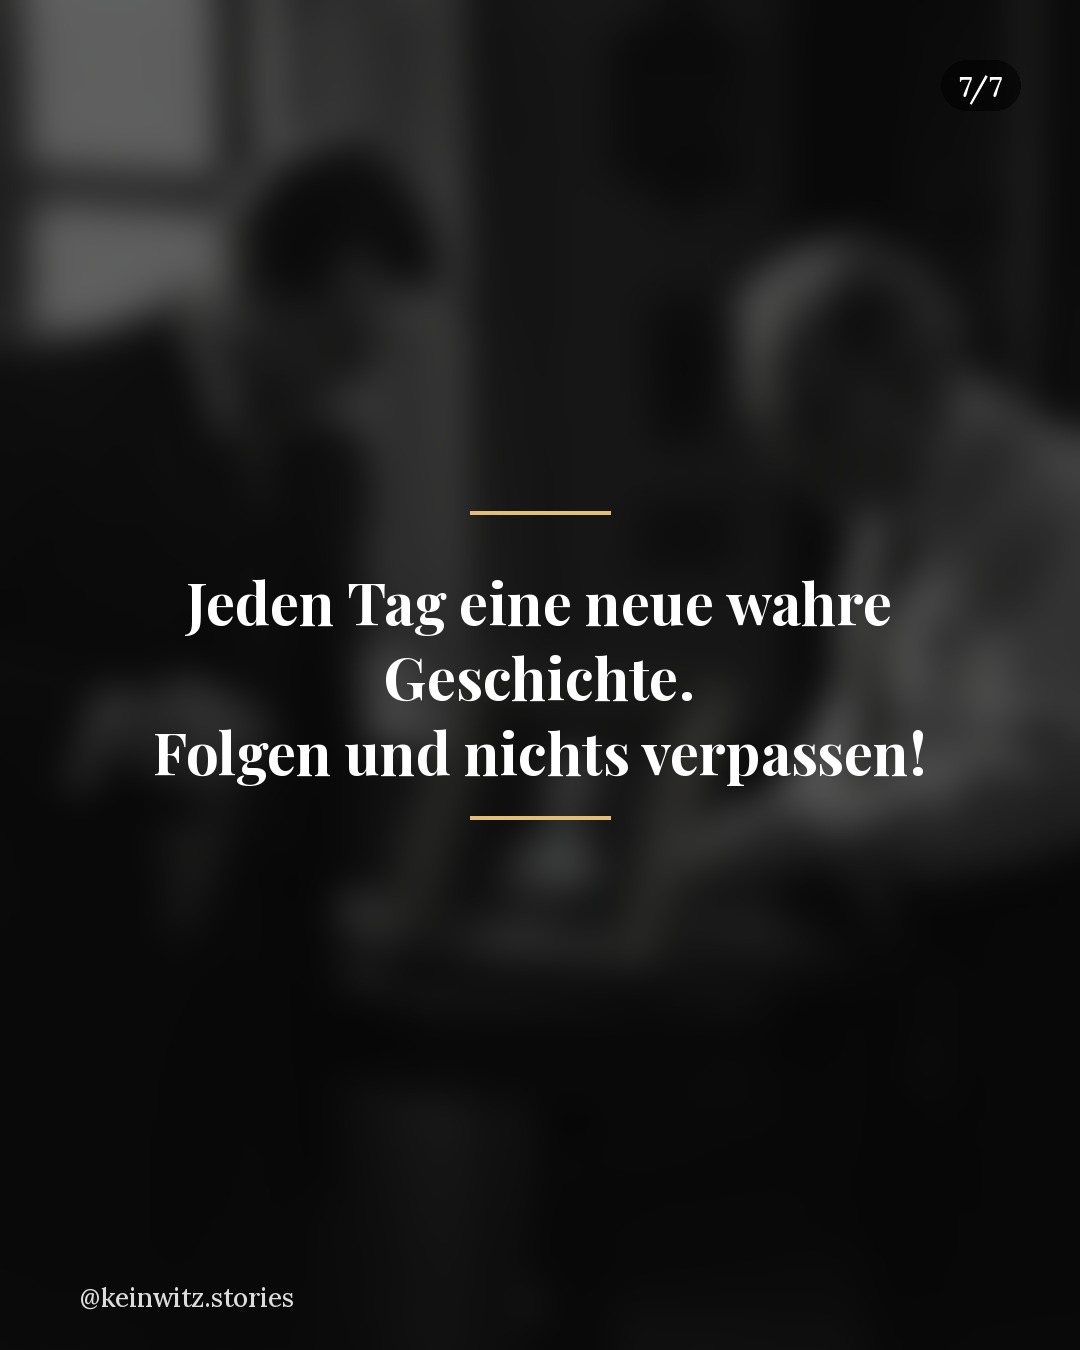 7/7
Jeden Tag eine neue wahre
Geschichte.
Folgen und nichts verpassen!
@keinwitz.stories